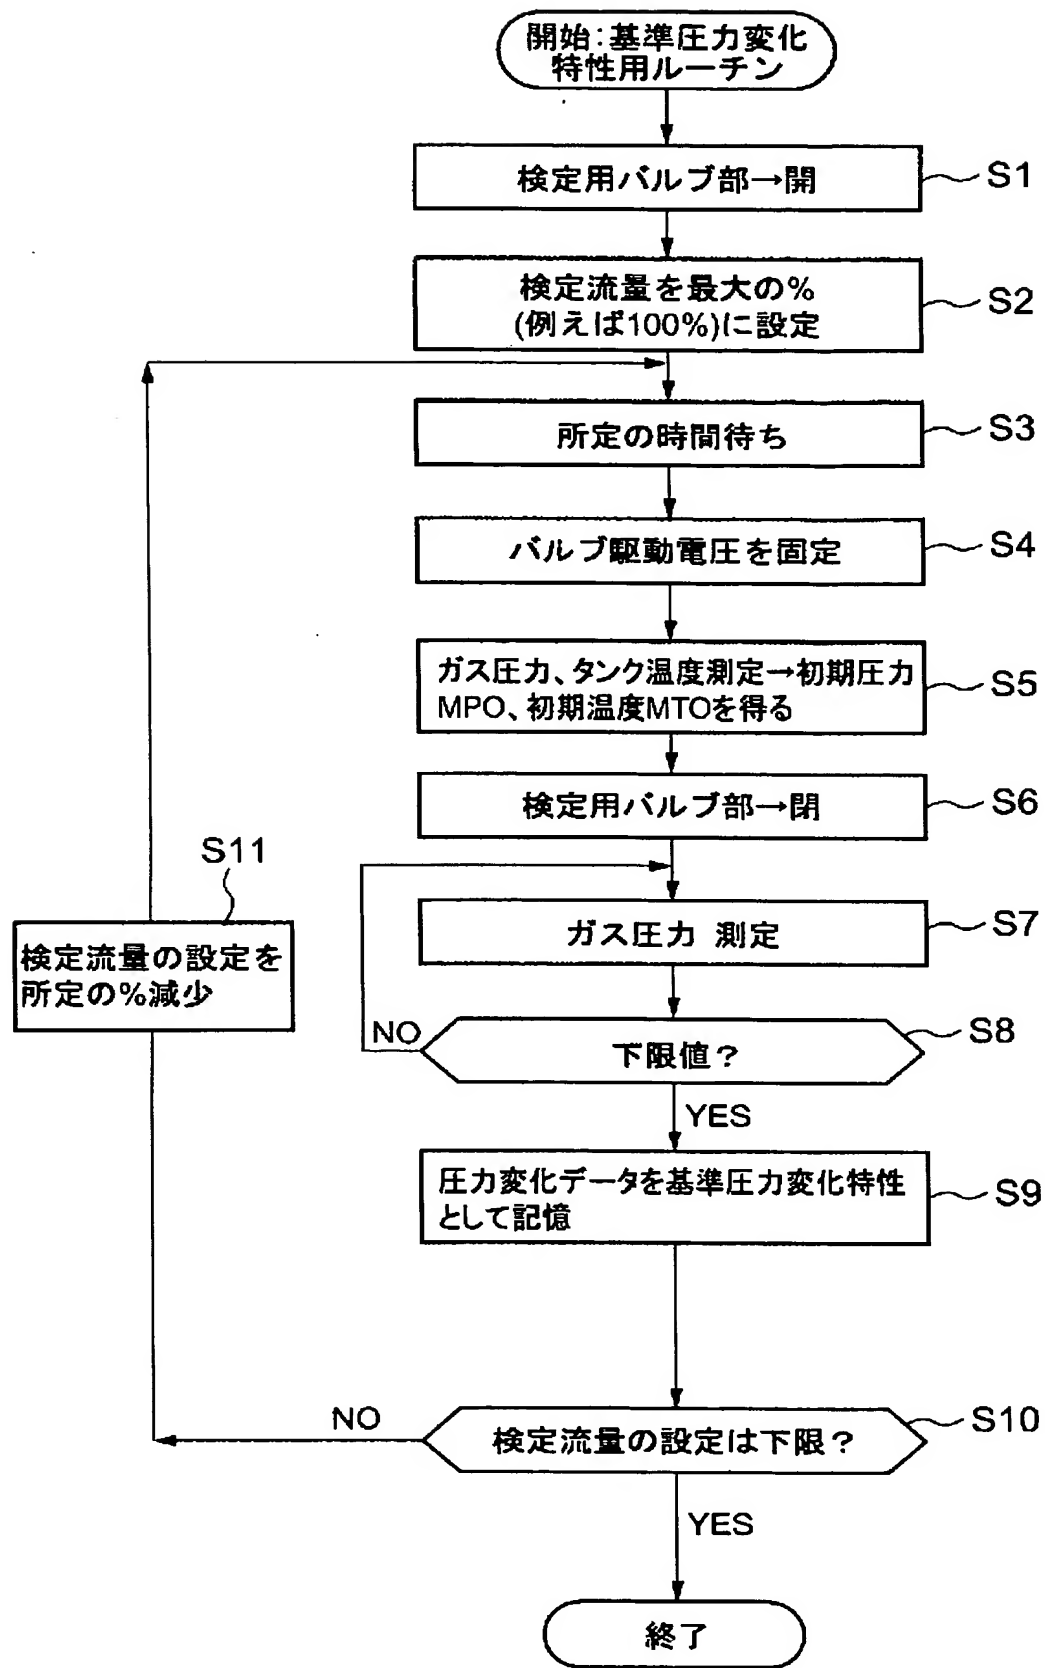 開始:基準圧力変化
特性用ルーチン
検定用バルブ部→開
S1
検定流量を最大の%
(例えば100%)に設定
S2
所定の時間待ち
S3
バルブ駆動電圧を固定
S4
ガス圧力、タンク温度測定→初期圧力
MPO、初期温度MTOを得る
S5
検定用バルブ部→閉
S6
S11
検定流量の設定を
所定の%減少
ガス圧力 測定
S7
NO
下限値?
S8
YES
圧力変化データを基準圧力変化特性
として記憶
S9
NO
検定流量の設定は下限?
S10
YES
終了